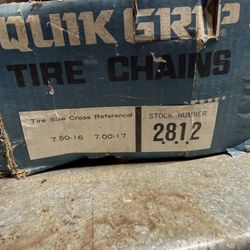 QUIK GRIP
TIRE CHAINS
Tire Size Cross Reference
7.50-16 7.00-17
STOCK NUMBER
2812